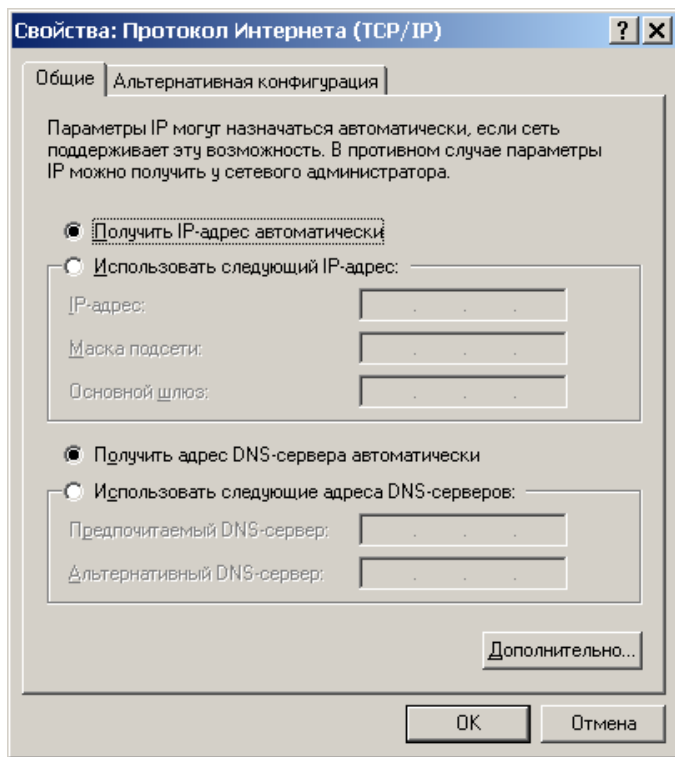 Свойства: Протокол Интернета (TCP/IP)
Общие
Альтернативная конфигурация
Параметры IP могут назначаться автоматически, если сеть
поддерживает эту возможность. В противном случае параметры
IP можно получить у сетевого администратора.
Получить IP-адрес автоматически
Использовать следующий IP-адрес:
IP-адрес:
Маска подсети:
Основной шлюз:
Получить адрес DNS-сервера автоматически
Использовать следующие адреса DNS-серверов:
Предпочитаемый DNS-сервер:
Альтернативный DNS-сервер:
Дополнительно...
OK
Отмена